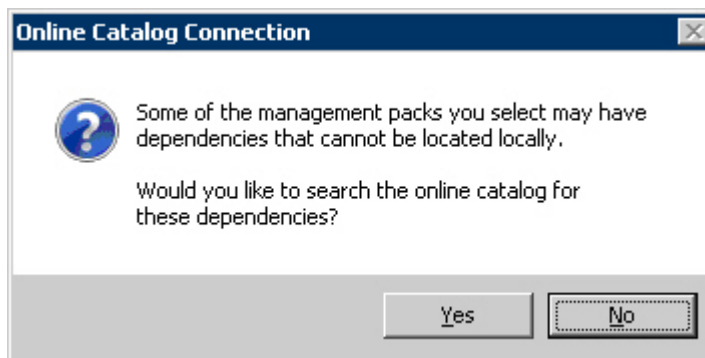 Online Catalog Connection
Some of the management packs you select may have
dependencies that cannot be located locally.
Would you like to search the online catalog for
these dependencies?
Yes
No